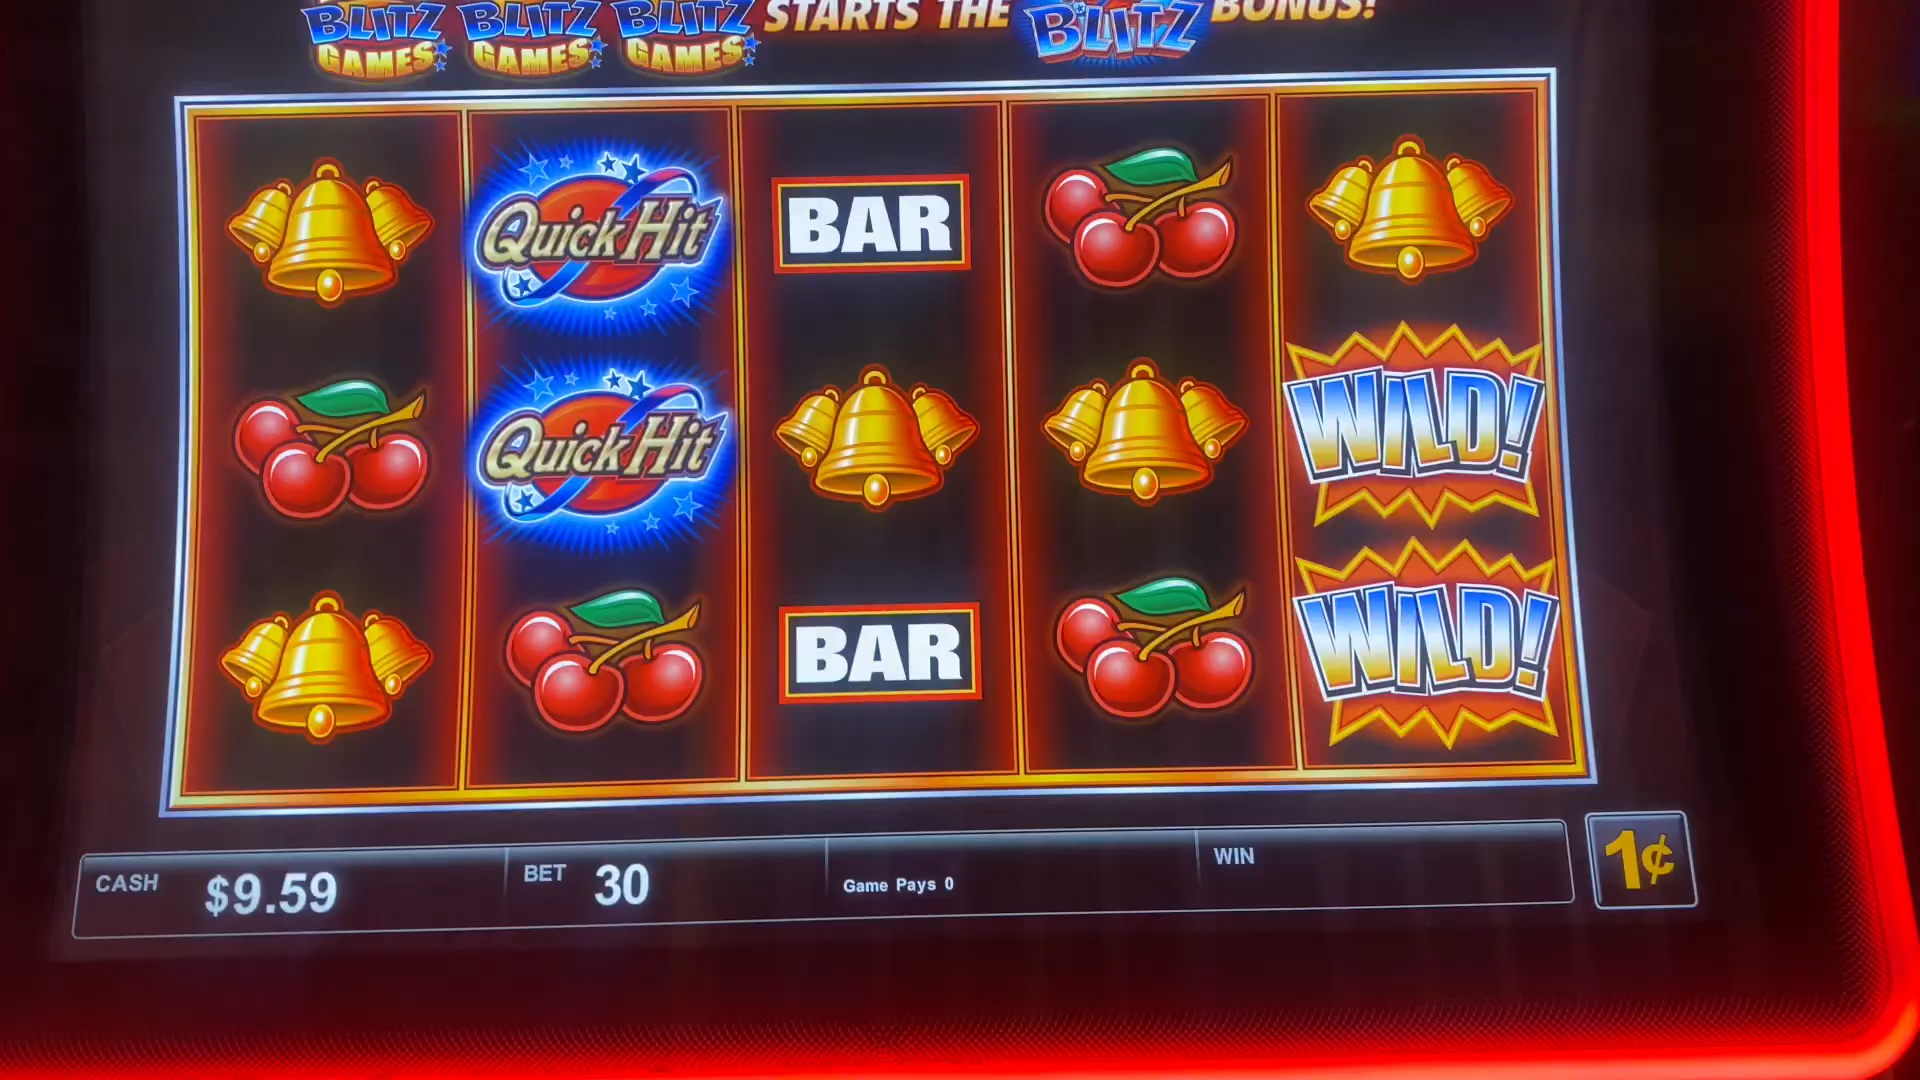 BLITZ BLITZ BLITZ STARTS THE BLITZ BONUS!
GAMES GAMES GAMES
Quick Hit BAR
Quick Hit WILD!
BAR WILD!
CASH $9.59 BET 30 Game Pays 0 WIN 1¢